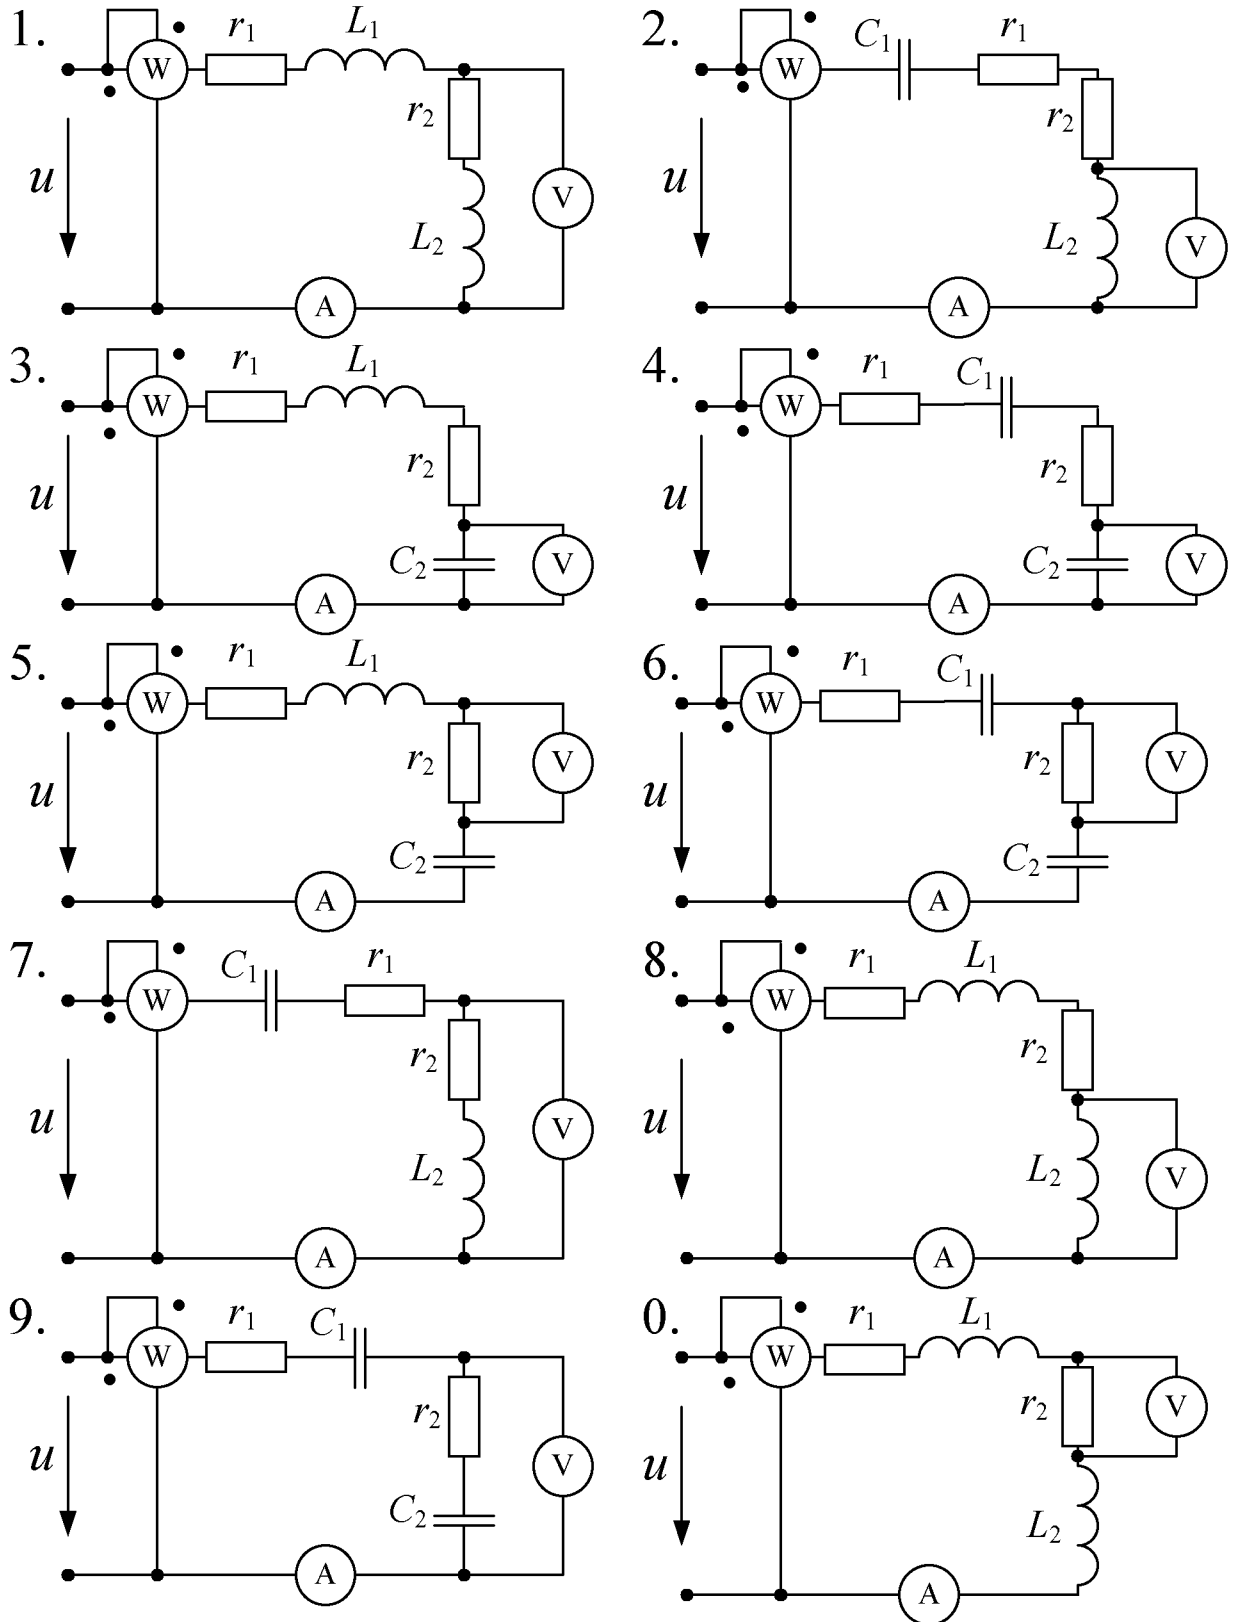 1. W r1 L1 r2 L2 V A u
2. W C1 r1 r2 L2 V A u
3. W r1 L1 r2 C2 V A u
4. W r1 C1 r2 C2 V A u
5. W r1 L1 r2 C2 V A u
6. W r1 C1 r2 C2 V A u
7. W C1 r1 r2 L2 V A u
8. W r1 L1 r2 L2 V A u
9. W r1 C1 r2 C2 V A u
0. W r1 L1 r2 L2 V A u